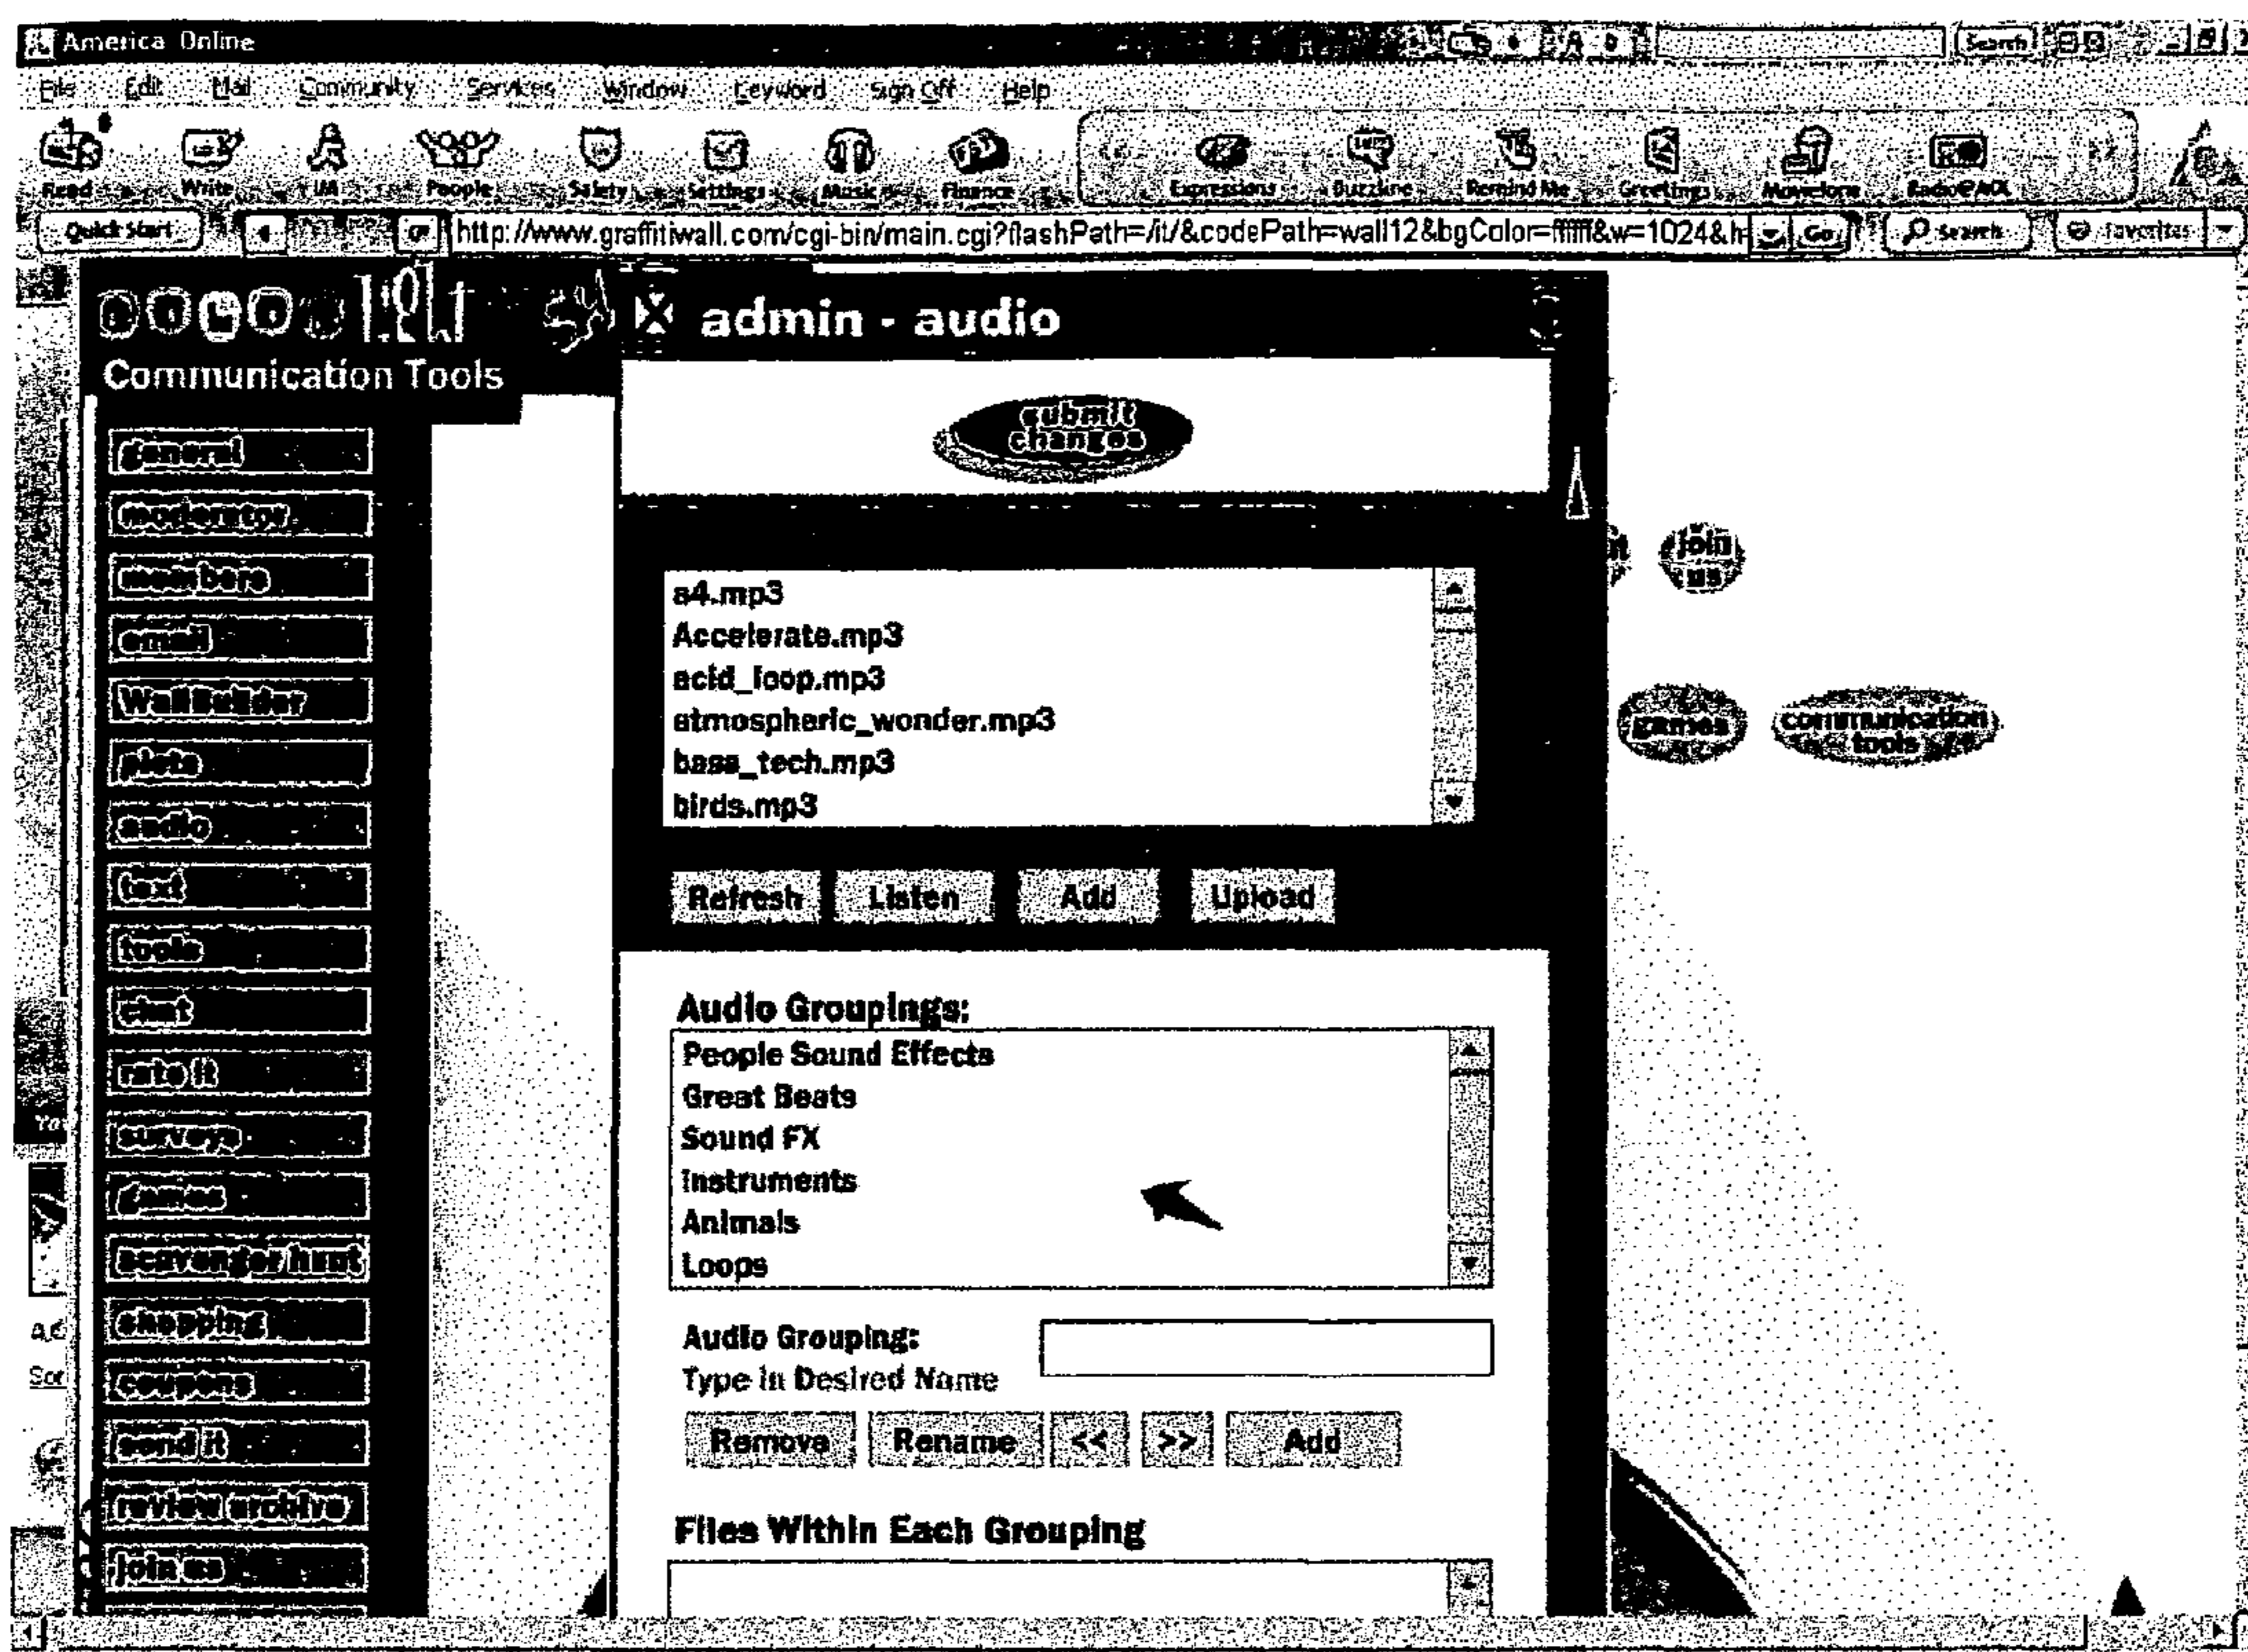 America Online
Search
File Edit Mail Community Services Window Keyword Sign Off Help
Read Write IM People Safety Settings Music Finance Expressions Buzzline Remind Me Greetings Moviefone Radio@AOL
Quick Start http://www.graffitiwall.com/cgi-bin/main.cgi?flashPath=/it/&codePath=wall12&bgColor=ffffff&w=1024&h= Go Search Favorites
admin - audio
Communication Tools
submit
changes
general
moderator
members
email
WallBuilder
picts
audio
text
tools
chat
rate it
surveys
games
scavenger hunt
shopping
coupons
send it
review archive
join us
a4.mp3
Accelerate.mp3
acid_loop.mp3
atmospheric_wonder.mp3
bass_tech.mp3
birds.mp3
Refresh Listen Add Upload
Audio Groupings:
People Sound Effects
Great Beats
Sound FX
Instruments
Animals
Loops
Audio Grouping:
Type In Desired Name
Remove Rename << >> Add
Files Within Each Grouping
join
us
games
communication
tools